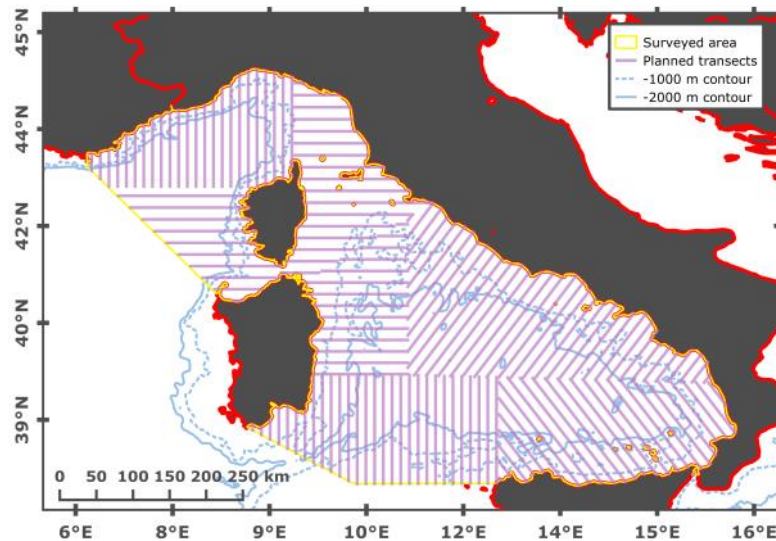 45°N
44°N
42°N
40°N
39°N
Surveyed area
Planned transects
-1000 m contour
-2000 m contour
0 50 100 150 200 250 km
6°E 8°E 9°E 10°E 12°E 14°E 15°E 16°E